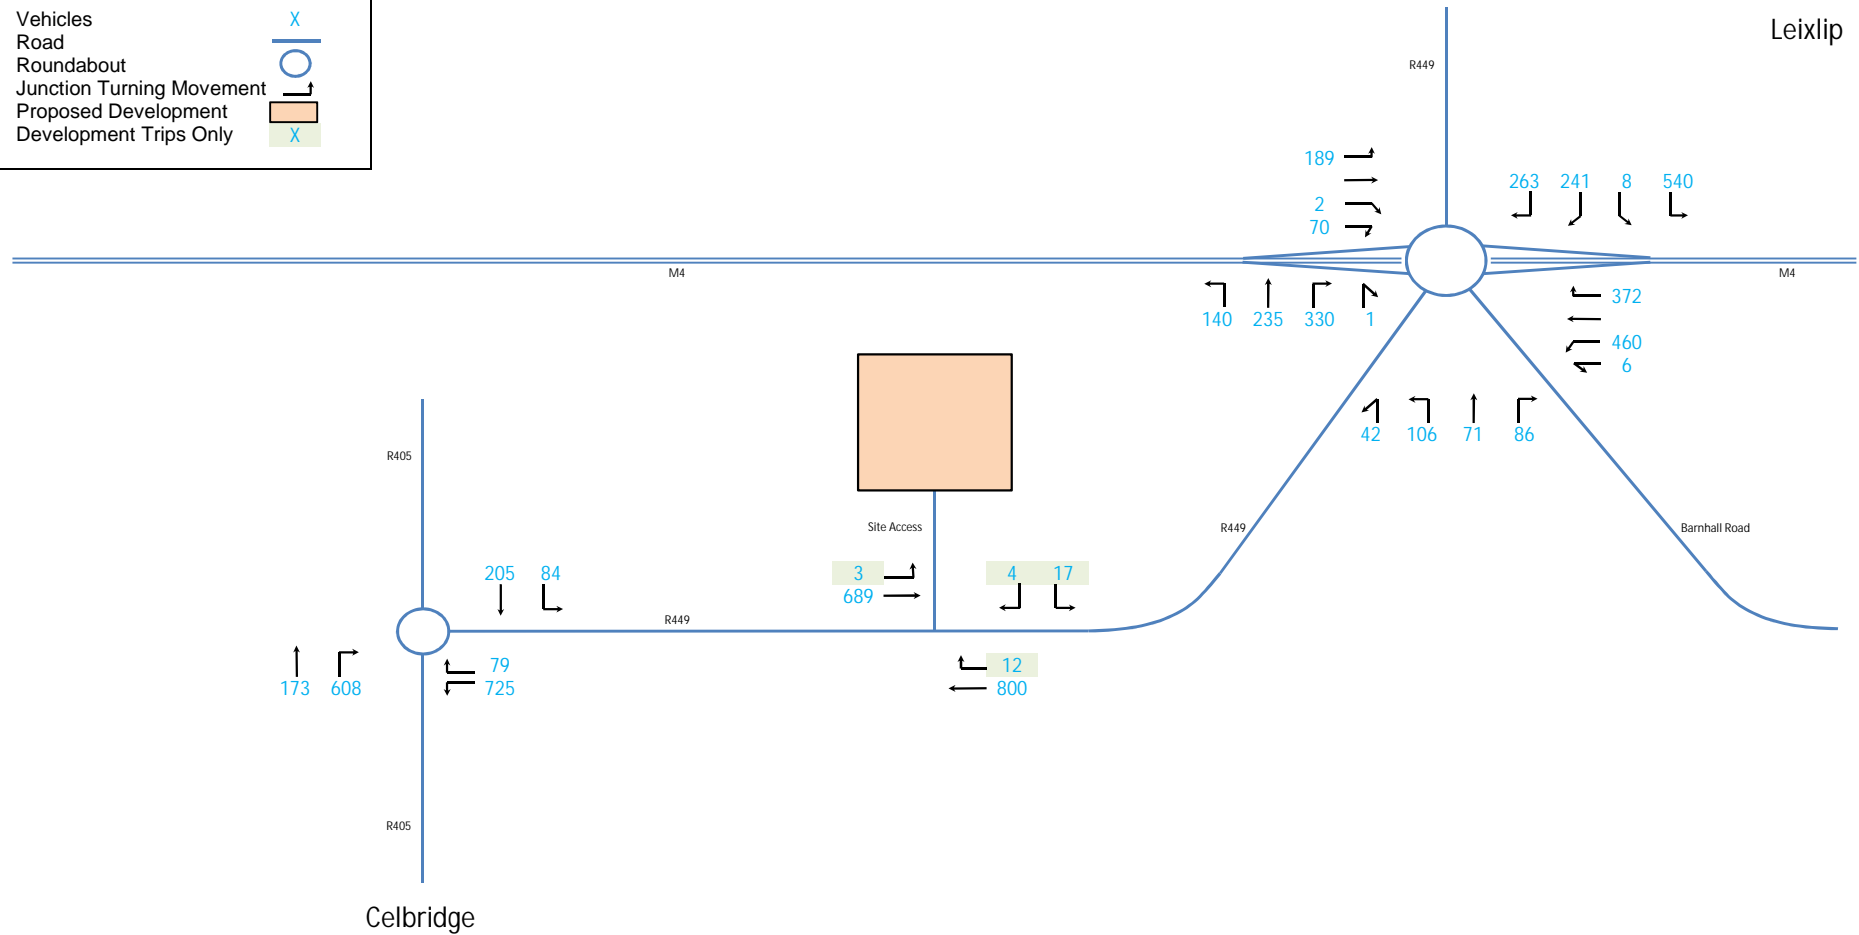 Vehicles X
Road
Roundabout
Junction Turning Movement
Proposed Development
Development Trips Only X
Leixlip
R449
189
2
70
263 241 8 540
M4
M4
140 235 330 1
372
460
6
42 106 71 86
R405
Site Access
R449
Barnhall Road
205 84
3
689
4 17
R449
79
725
173 608
12
800
R405
Celbridge